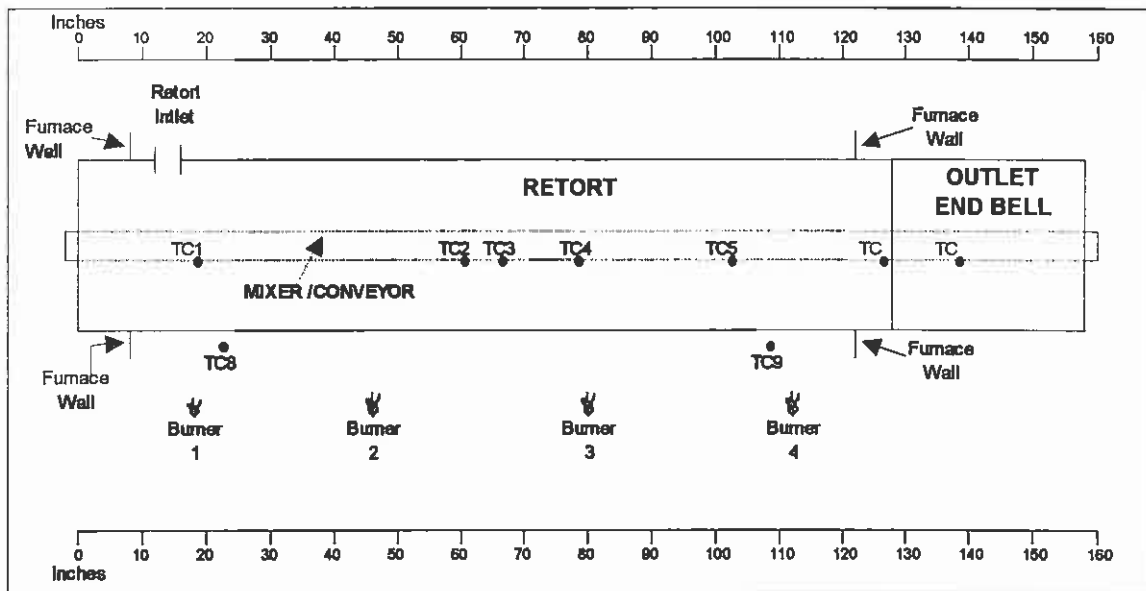 Inches
0 10 20 30 40 50 60 70 80 90 100 110 120 130 140 150 160
Retort
Inlet
Furnace
Wall
Furnace
Wall
RETORT
OUTLET
END BELL
TC1 TC2 TC3 TC4 TC5 TC TC
MIXER/CONVEYOR
TC8
TC9
Furnace
Wall
Furnace
Wall
Burner
1
Burner
2
Burner
3
Burner
4
0 10 20 30 40 50 60 70 80 90 100 110 120 130 140 150 160
Inches